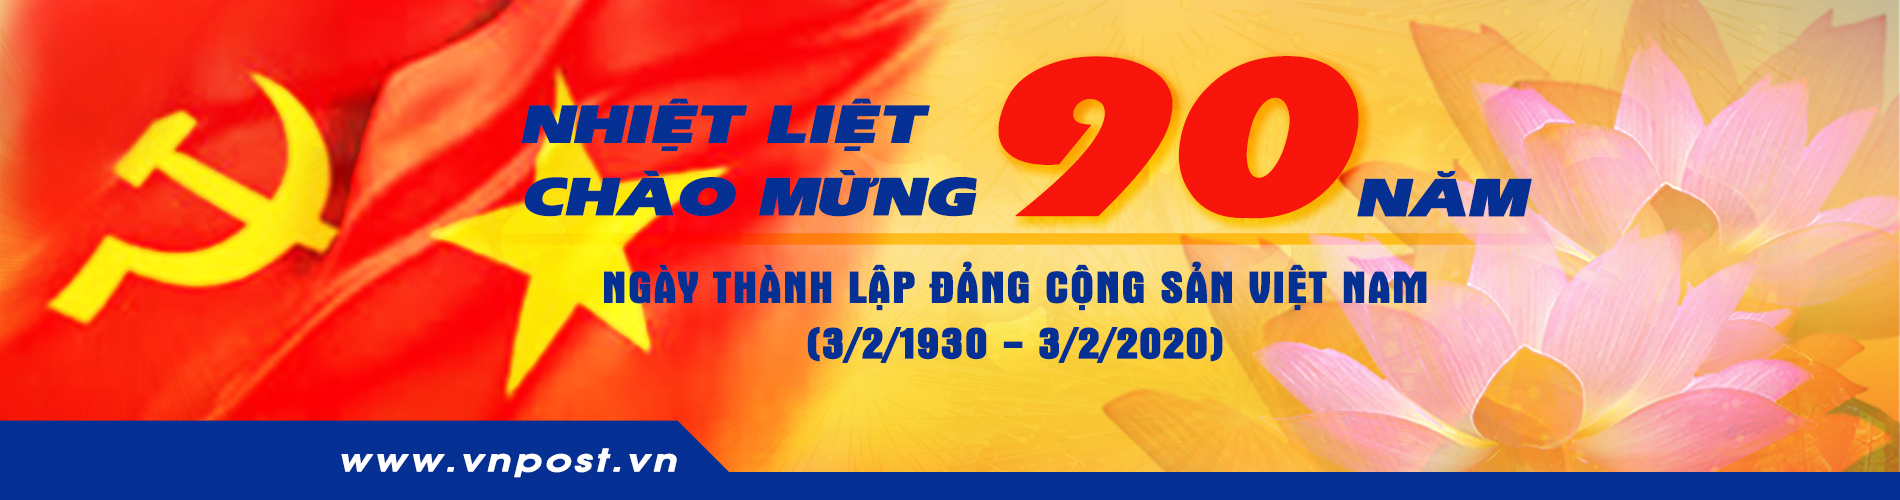 NHIỆT LIỆT
CHÀO MỪNG 90 NĂM
NGÀY THÀNH LẬP ĐẢNG CỘNG SẢN VIỆT NAM
(3/2/1930 – 3/2/2020)
www.vnpost.vn